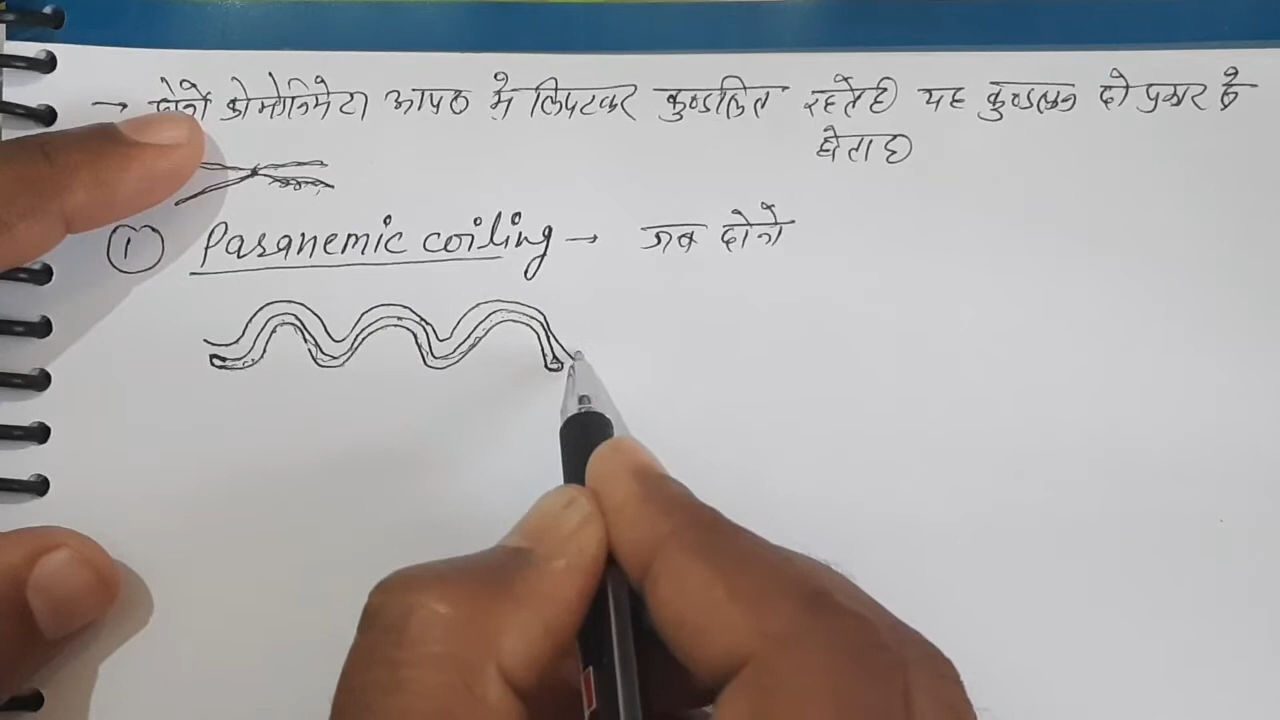 → दोनों क्रोमोनिमेटा आपस में लिपटकर कुण्डलित रहते है यह कुण्डलन दो प्रकार के
होता है
① Paranemic coiling → जब दोनों